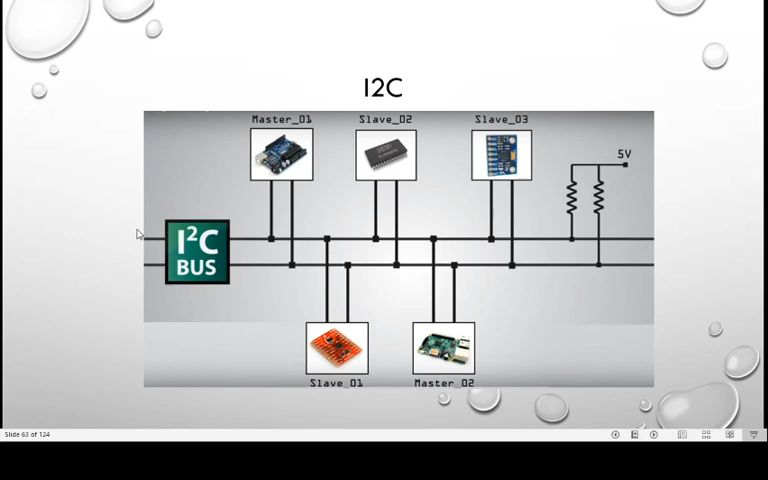 I2C
Master_01
Slave_02
Slave_03
5V
I²C
BUS
Slave_01
Master_02
Slide 63 of 124